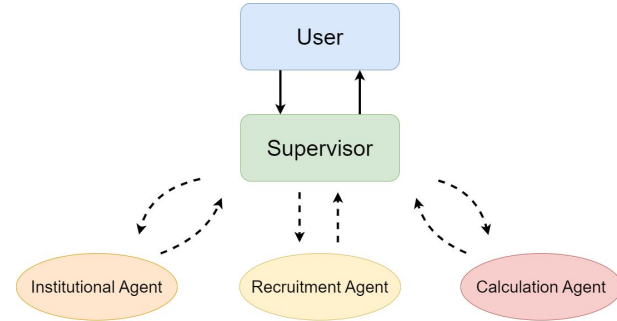 User
Supervisor
Institutional Agent
Recruitment Agent
Calculation Agent